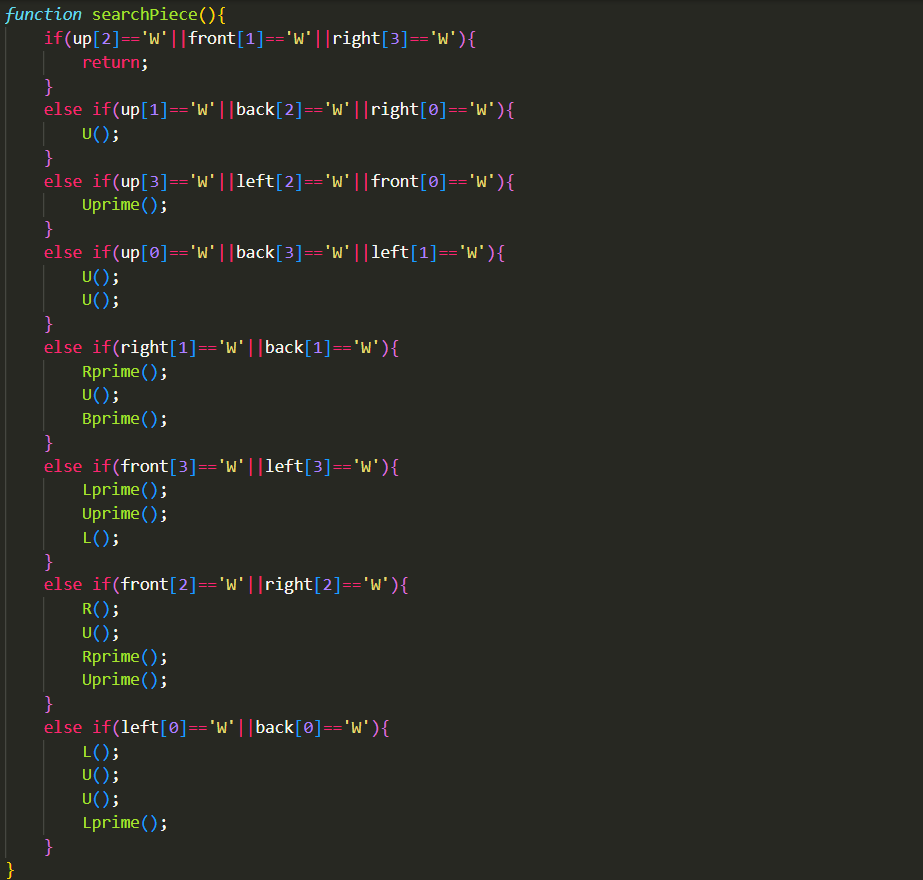 function searchPiece(){
    if(up[2]=='W'||front[1]=='W'||right[3]=='W'){
        return;
    }
    else if(up[1]=='W'||back[2]=='W'||right[0]=='W'){
        U();
    }
    else if(up[3]=='W'||left[2]=='W'||front[0]=='W'){
        Uprime();
    }
    else if(up[0]=='W'||back[3]=='W'||left[1]=='W'){
        U();
        U();
    }
    else if(right[1]=='W'||back[1]=='W'){
        Rprime();
        U();
        Bprime();
    }
    else if(front[3]=='W'||left[3]=='W'){
        Lprime();
        Uprime();
        L();
    }
    else if(front[2]=='W'||right[2]=='W'){
        R();
        U();
        Rprime();
        Uprime();
    }
    else if(left[0]=='W'||back[0]=='W'){
        L();
        U();
        U();
        Lprime();
    }
}